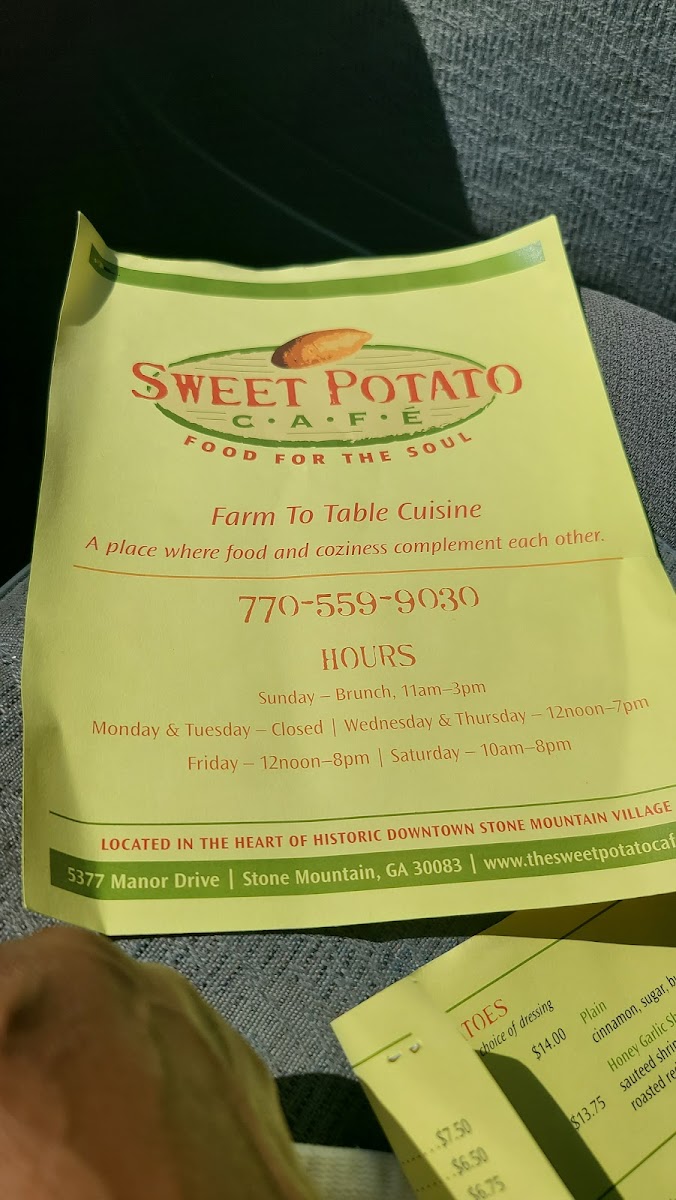 SWEET POTATO
C·A·F·É
FOOD FOR THE SOUL
Farm To Table Cuisine
A place where food and coziness complement each other.
770-559-9030
HOURS
Sunday – Brunch, 11am–3pm
Monday & Tuesday – Closed | Wednesday & Thursday – 12noon–7pm
Friday – 12noon–8pm | Saturday – 10am–8pm
LOCATED IN THE HEART OF HISTORIC DOWNTOWN STONE MOUNTAIN VILLAGE
5377 Manor Drive | Stone Mountain, GA 30083 | www.thesweetpotatocaf
TOES
choice of dressing
$14.00
Plain
cinnamon, sugar,
Honey Garlic
sauteed
roasted
$13.75
$7.50
$6.50
$6.75